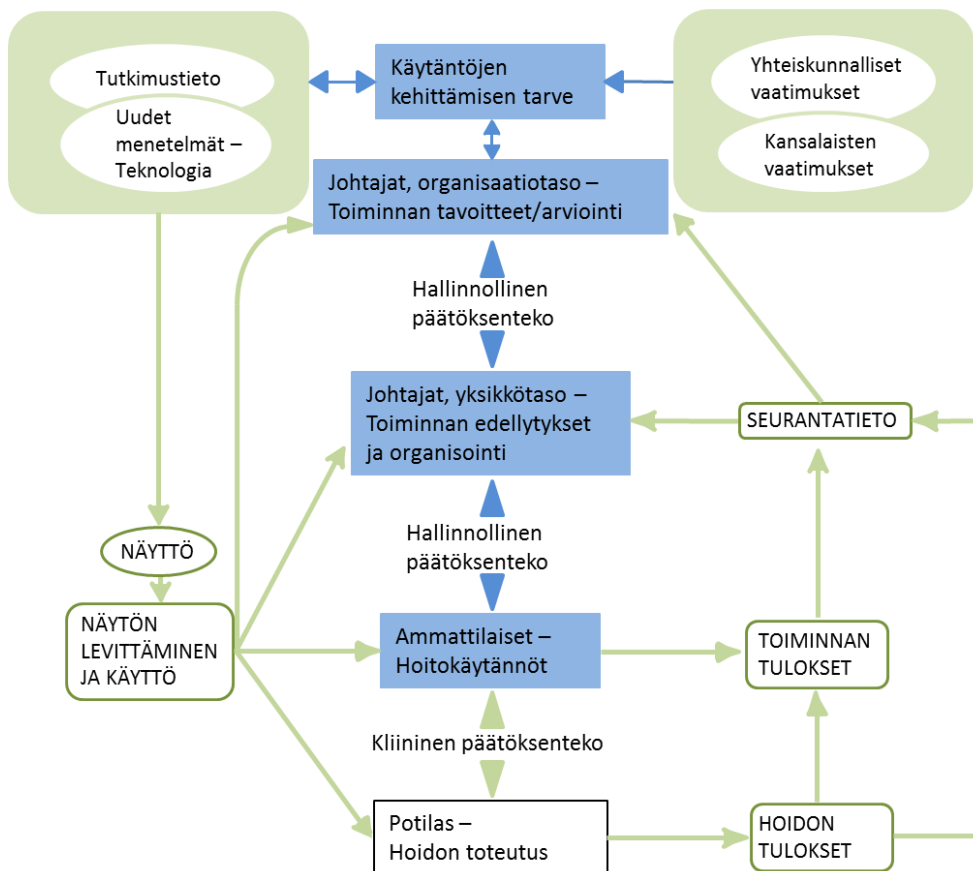 Tutkimustieto
Uudet
menetelmät –
Teknologia
Käytäntöjen
kehittämisen tarve
Yhteiskunnalliset
vaatimukset
Kansalaisten
vaatimukset
Johtajat, organisaatiotaso –
Toiminnan tavoitteet/arviointi
Hallinnollinen
päätöksenteko
Johtajat, yksikkötaso –
Toiminnan edellytykset
ja organisointi
SEURANTATIETO
Hallinnollinen
päätöksenteko
NÄYTTÖ
NÄYTÖN
LEVITTÄMINEN
JA KÄYTTÖ
Ammattilaiset –
Hoitokäytännöt
TOIMINNAN
TULOKSET
Kliininen päätöksenteko
Potilas –
Hoidon toteutus
HOIDON
TULOKSET